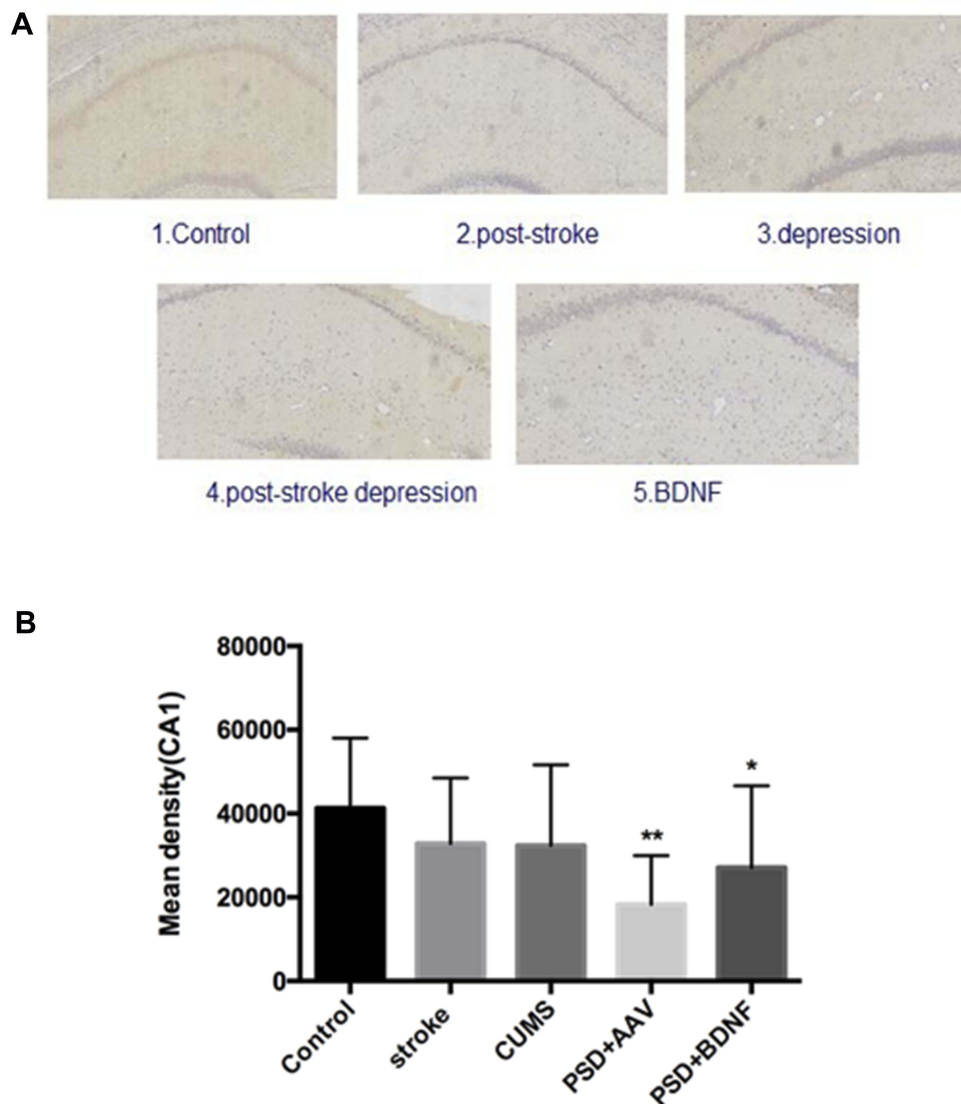 A
1.Control
2.post-stroke
3.depression
4.post-stroke depression
5.BDNF
B
Mean density(CA1)
80000
60000
40000
20000
0
**
*
Control
stroke
CUMS
PSD+AAV
PSD+BDNF